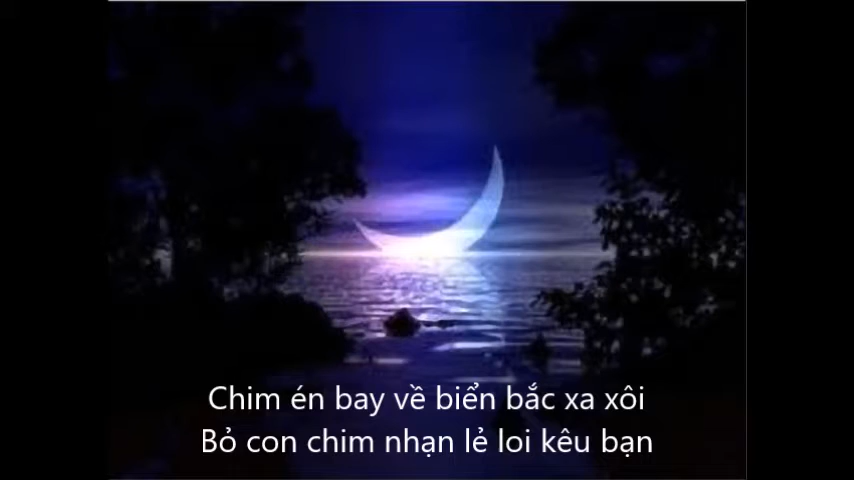 Chim én bay về biển bắc xa xôi
Bỏ con chim nhạn lẻ loi kêu bạn